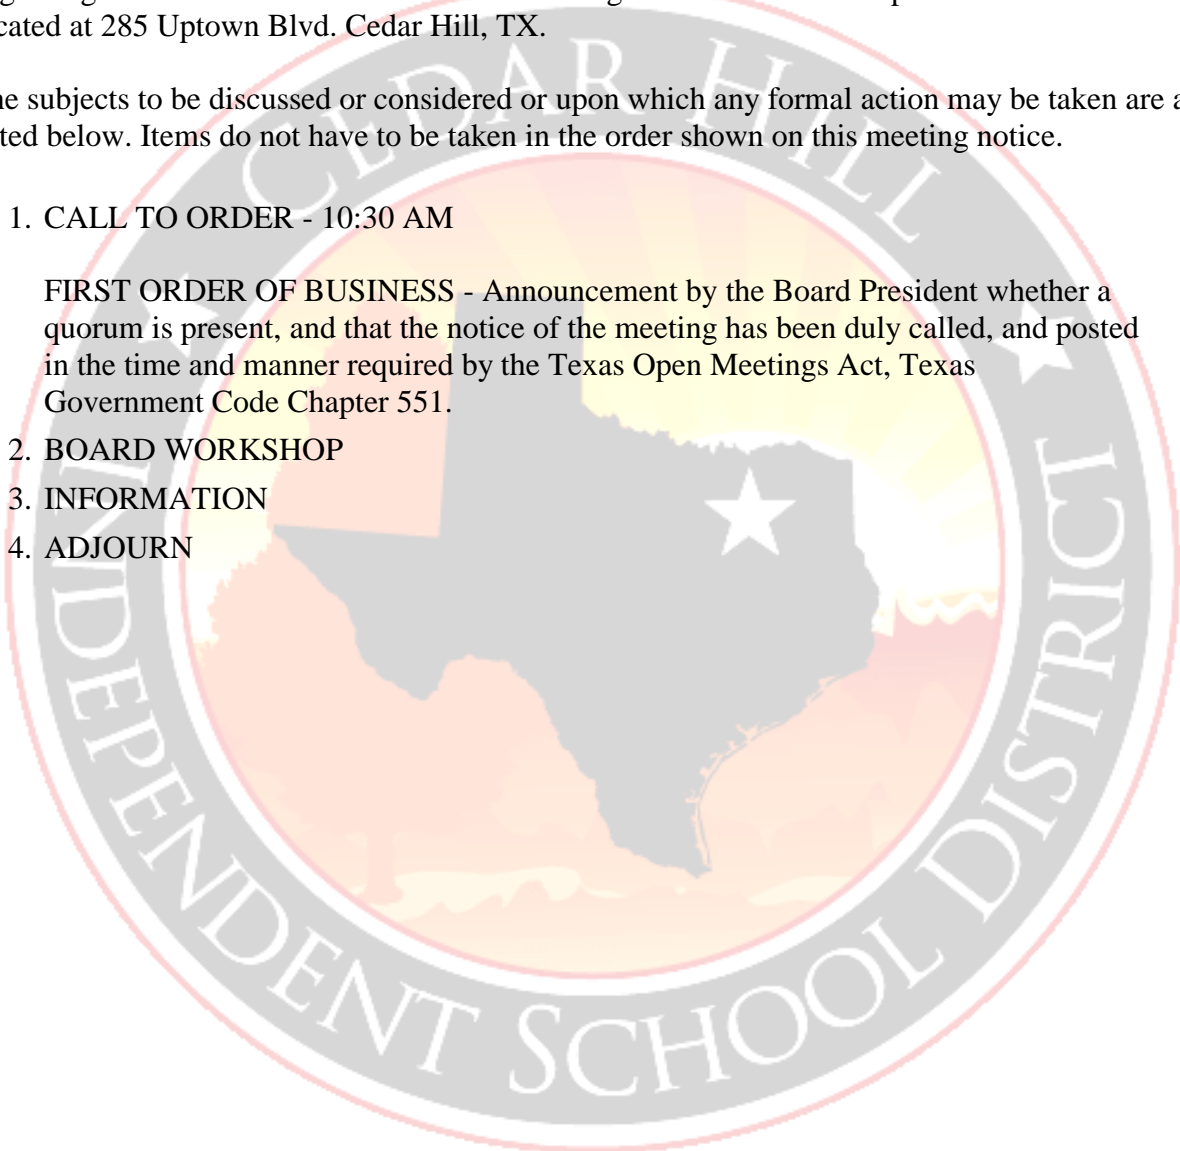 cated at 285 Uptown Blvd. Cedar Hill, TX.
e subjects to be discussed or considered or upon which any formal action may be taken are a
ted below. Items do not have to be taken in the order shown on this meeting notice.
1. CALL TO ORDER - 10:30 AM
FIRST ORDER OF BUSINESS - Announcement by the Board President whether a
quorum is present, and that the notice of the meeting has been duly called, and posted
in the time and manner required by the Texas Open Meetings Act, Texas
Government Code Chapter 551.
2. BOARD WORKSHOP
3. INFORMATION
4. ADJOURN
CEDAR HILL
INDEPENDENT SCHOOL DISTRICT